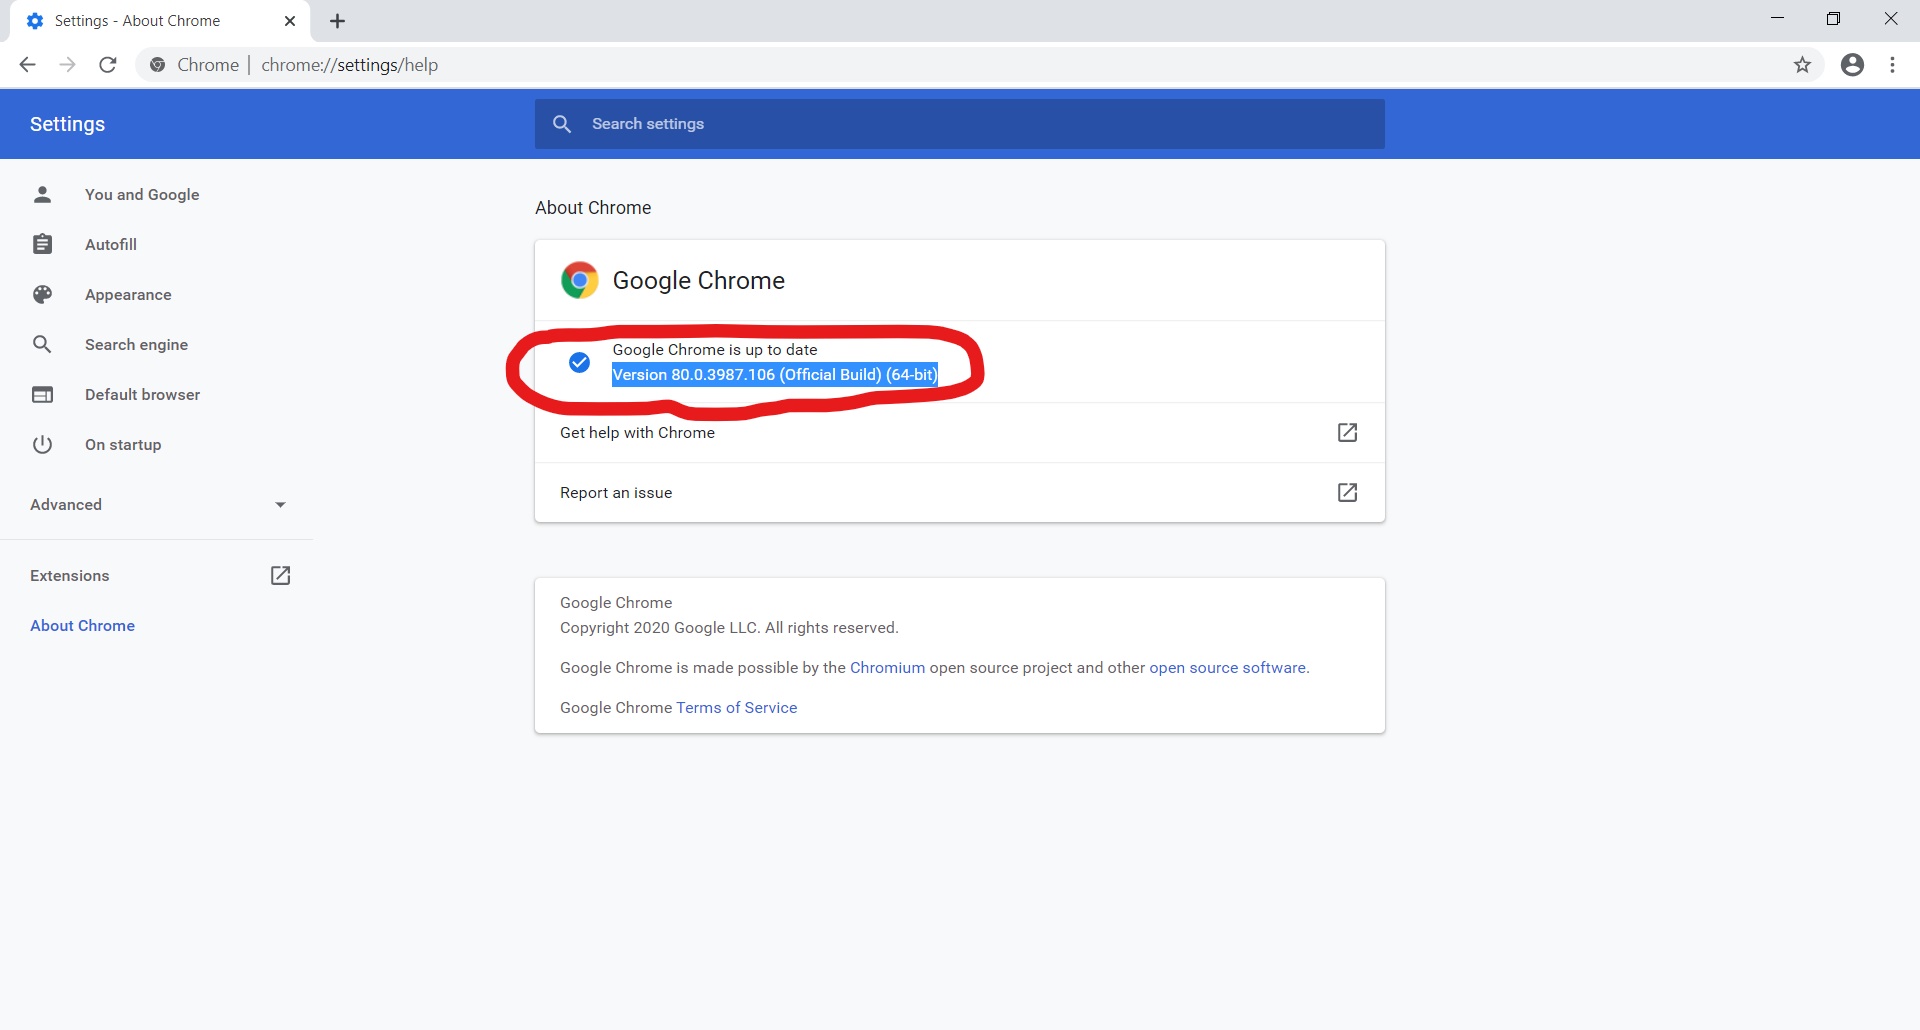 Settings - About Chrome
Chrome | chrome://settings/help
Settings
Search settings
You and Google
Autofill
Appearance
Search engine
Default browser
On startup
Advanced
Extensions
About Chrome
About Chrome
Google Chrome
Google Chrome is up to date
Version 80.0.3987.106 (Official Build) (64-bit)
Get help with Chrome
Report an issue
Google Chrome
Copyright 2020 Google LLC. All rights reserved.
Google Chrome is made possible by the Chromium open source project and other open source software.
Google Chrome Terms of Service